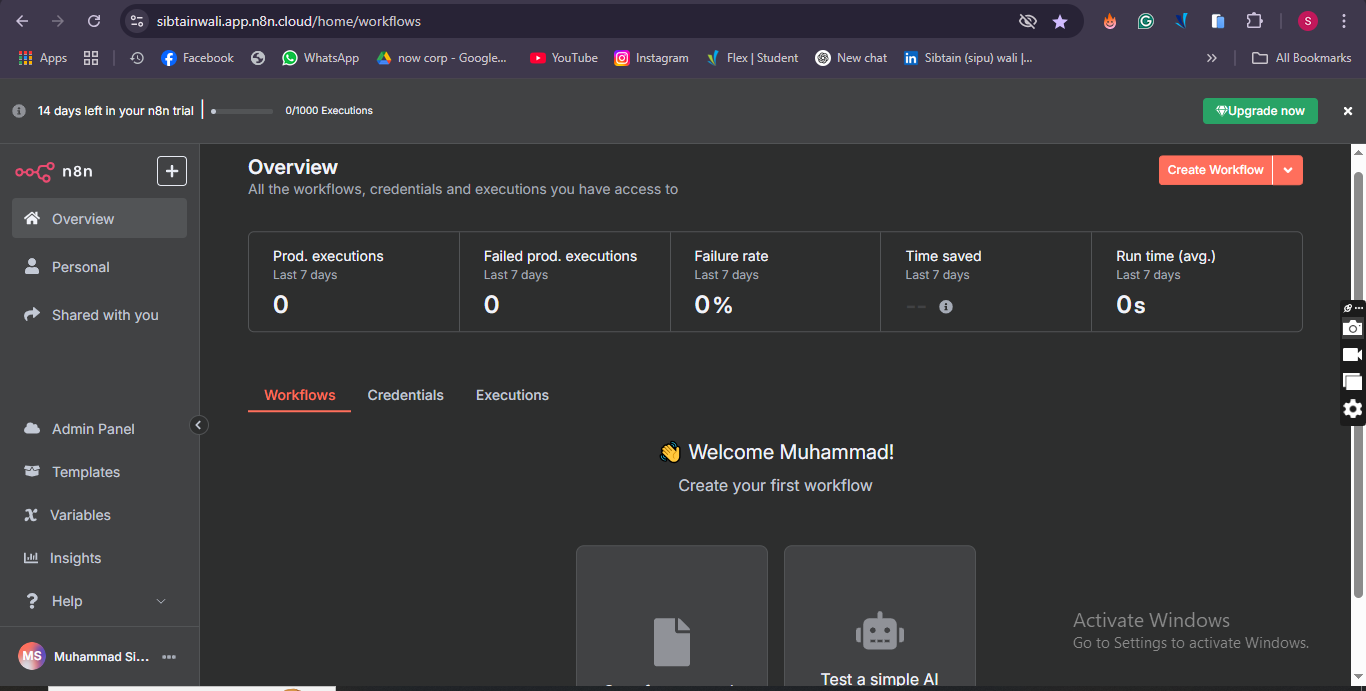 sibtainwali.app.n8n.cloud/home/workflows
S
Apps
Facebook
WhatsApp
now corp - Google...
YouTube
Instagram
Flex | Student
New chat
in
Sibtain (sipu) wali |...
All Bookmarks
14 days left in your n8n trial
0/1000 Executions
Upgrade now
n8n
Overview
Personal
Shared with you
Admin Panel
Templates
Variables
Insights
Help
MS
Muhammad Si...
Overview
All the workflows, credentials and executions you have access to
Create Workflow
Prod. executions
Last 7 days
0
Failed prod. executions
Last 7 days
0
Failure rate
Last 7 days
0%
Time saved
Last 7 days
--
Run time (avg.)
Last 7 days
0s
Workflows
Credentials
Executions
👋 Welcome Muhammad!
Create your first workflow
Test a simple AI
Activate Windows
Go to Settings to activate Windows.